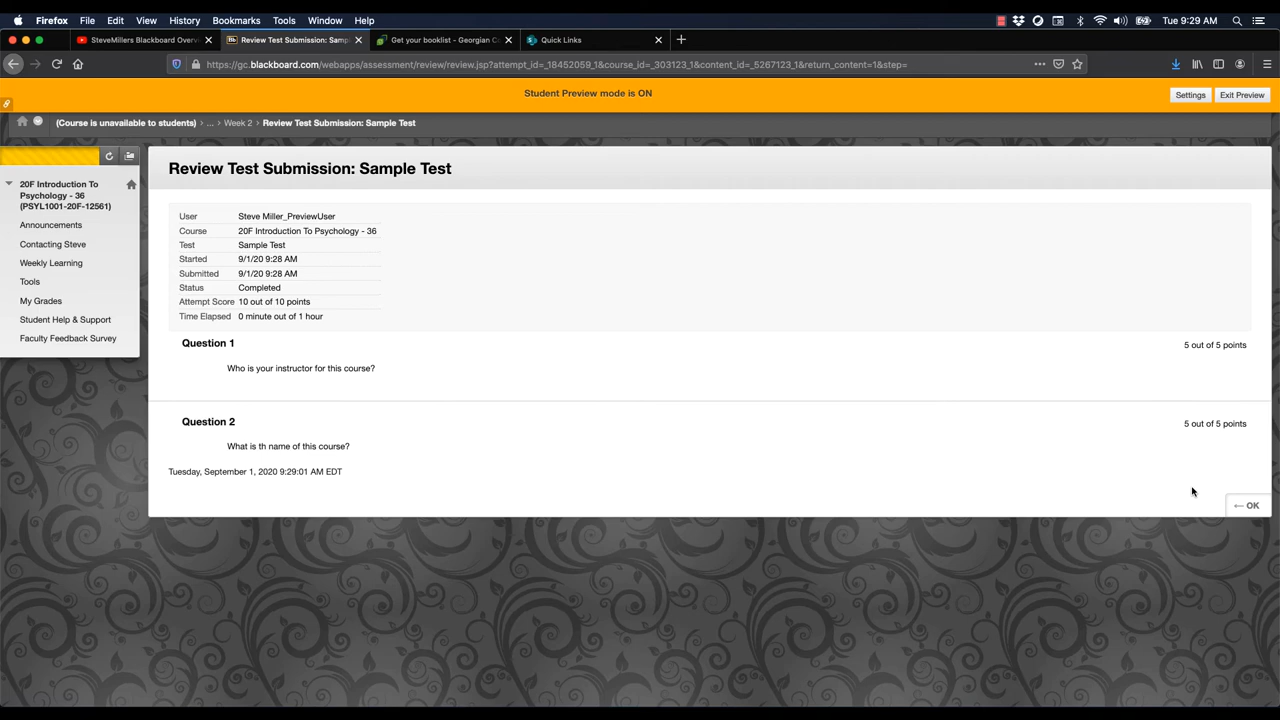 Firefox File Edit View History Bookmarks Tools Window Help Tue 9:29 AM
SteveMillers Blackboard Overvi Bb Review Test Submission: Samp Get your booklist – Georgian C Quick Links
https://gc.blackboard.com/webapps/assessment/review/review.jsp?attempt_id=_18452059_1&course_id=_303123_1&content_id=_5267123_1&return_content=1&step=
Student Preview mode is ON Settings Exit Preview
(Course is unavailable to students) > ... > Week 2 > Review Test Submission: Sample Test
20F Introduction To
Psychology - 36
(PSYL1001-20F-12561)
Announcements
Contacting Steve
Weekly Learning
Tools
My Grades
Student Help & Support
Faculty Feedback Survey
Review Test Submission: Sample Test
User Steve Miller_PreviewUser
Course 20F Introduction To Psychology - 36
Test Sample Test
Started 9/1/20 9:28 AM
Submitted 9/1/20 9:28 AM
Status Completed
Attempt Score 10 out of 10 points
Time Elapsed 0 minute out of 1 hour
Question 1 5 out of 5 points
Who is your instructor for this course?
Question 2 5 out of 5 points
What is th name of this course?
Tuesday, September 1, 2020 9:29:01 AM EDT
← OK